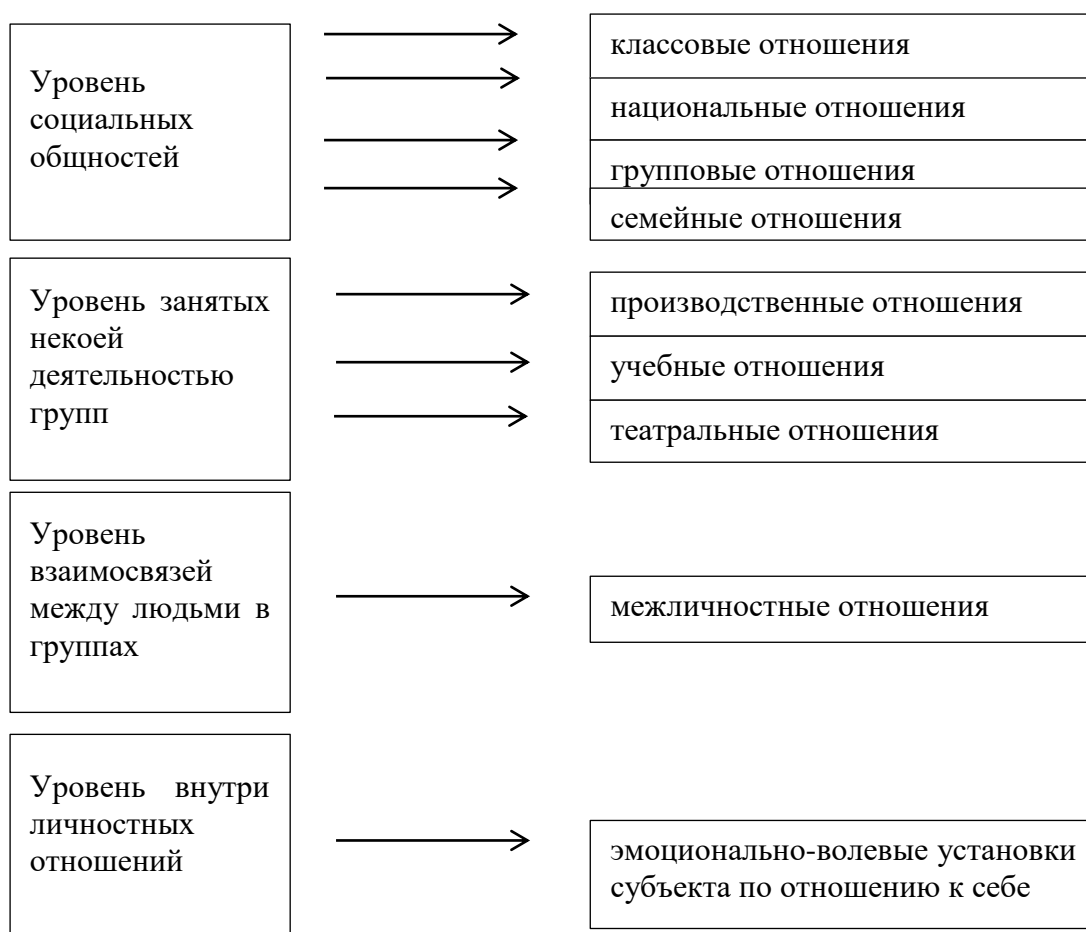 Уровень
социальных
общностей
классовые отношения
национальные отношения
групповые отношения
семейные отношения
Уровень занятых
некоей
деятельностью
групп
производственные отношения
учебные отношения
театральные отношения
Уровень
взаимосвязей
между людьми в
группах
межличностные отношения
Уровень внутри
личностных
отношений
эмоционально-волевые установки
субъекта по отношению к себе